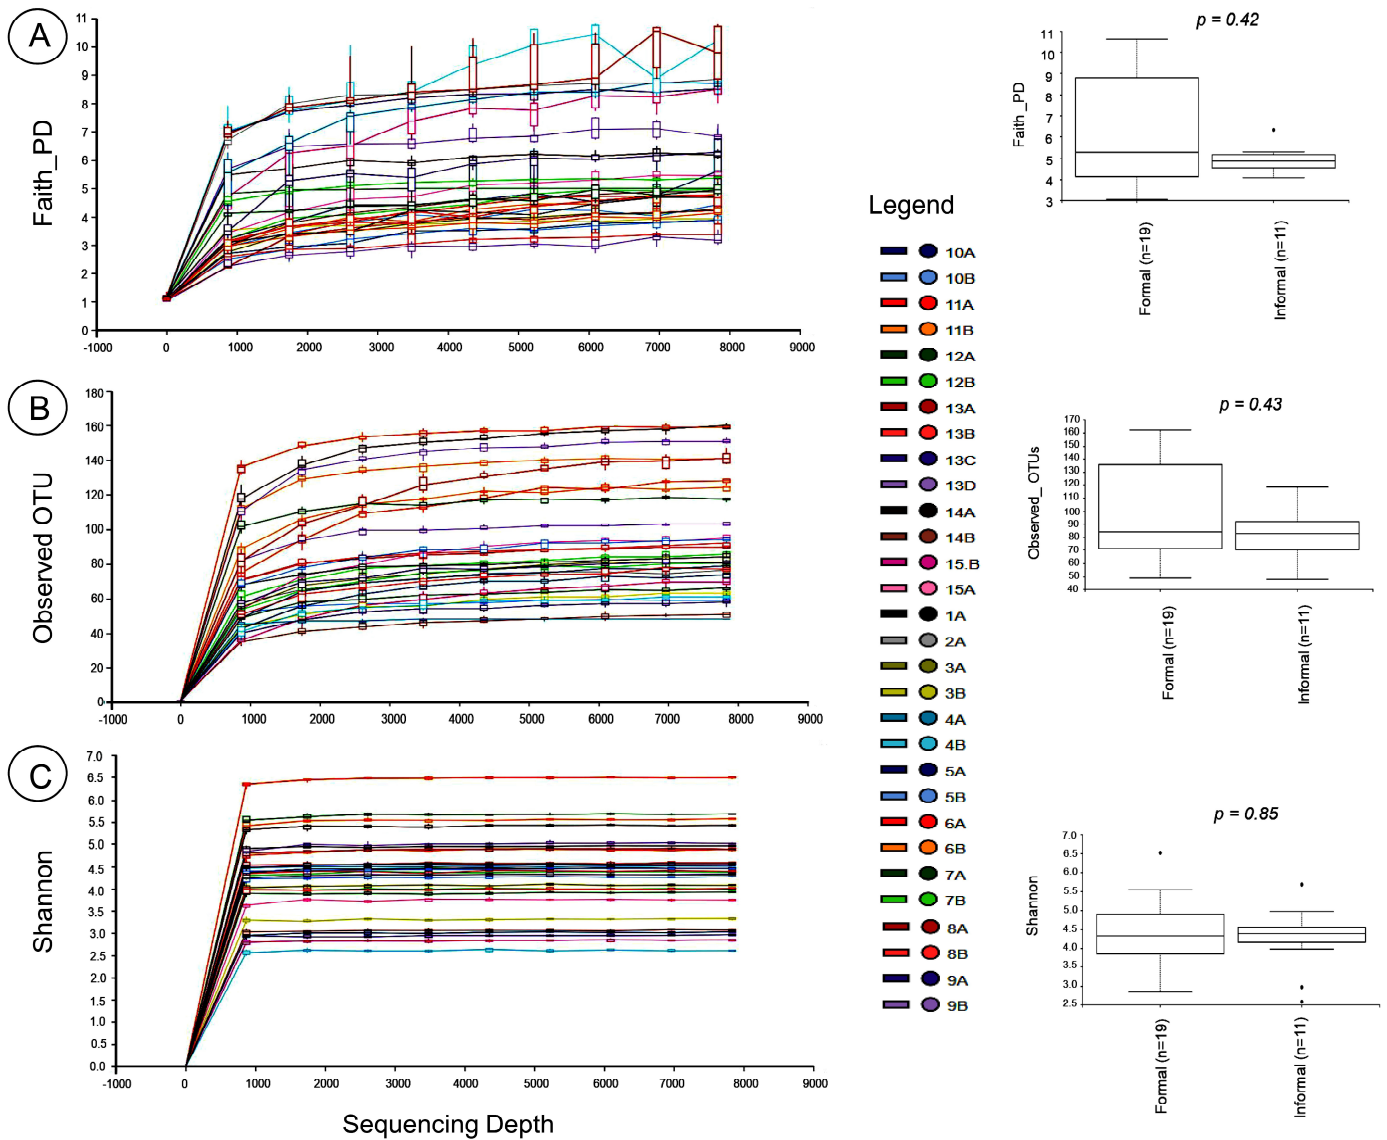 A
Faith_PD
11
10
9
8
7
6
5
4
3
2
1
0
-1000 0 1000 2000 3000 4000 5000 6000 7000 8000 9000
B
Observed OTU
180
160
140
120
100
80
60
40
20
0
-1000 0 1000 2000 3000 4000 5000 6000 7000 8000 9000
C
Shannon
7.0
6.5
6.0
5.5
5.0
4.5
4.0
3.5
3.0
2.5
2.0
1.5
1.0
0.5
0.0
-1000 0 1000 2000 3000 4000 5000 6000 7000 8000 9000
Sequencing Depth
Legend
10A
10B
11A
11B
12A
12B
13A
13B
13C
13D
14A
14B
15.B
15A
1A
2A
3A
3B
4A
4B
5A
5B
6A
6B
7A
7B
8A
8B
9A
9B
p = 0.42
Faith_PD
11
10
9
8
7
6
5
4
3
Formal (n=19)
Informal (n=11)
p = 0.43
Observed_ OTUs
170
160
150
140
130
120
110
100
90
80
70
60
50
40
Formal (n=19)
Informal (n=11)
p = 0.85
Shannon
7.0
6.5
6.0
5.5
5.0
4.5
4.0
3.5
3.0
2.5
Formal (n=19)
Informal (n=11)